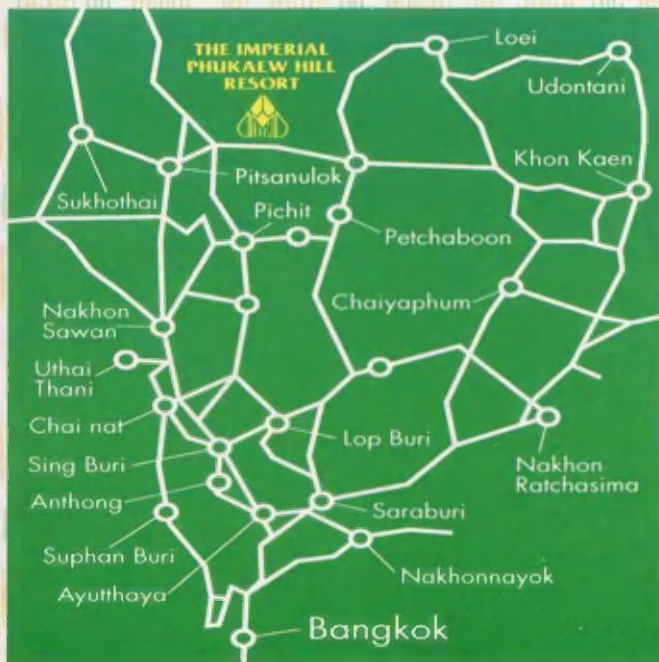 THE IMPERIAL
PHUKAEW HILL
RESORT
Loei
Udontani
Khon Kaen
Pitsanulok
Sukhothai
Pichit
Petchaboon
Chaiyaphum
Nakhon
Sawan
Uthai
Thani
Chai nat
Lop Buri
Sing Buri
Nakhon
Ratchasima
Anthong
Saraburi
Suphan Buri
Nakhonnayok
Ayutthaya
Bangkok